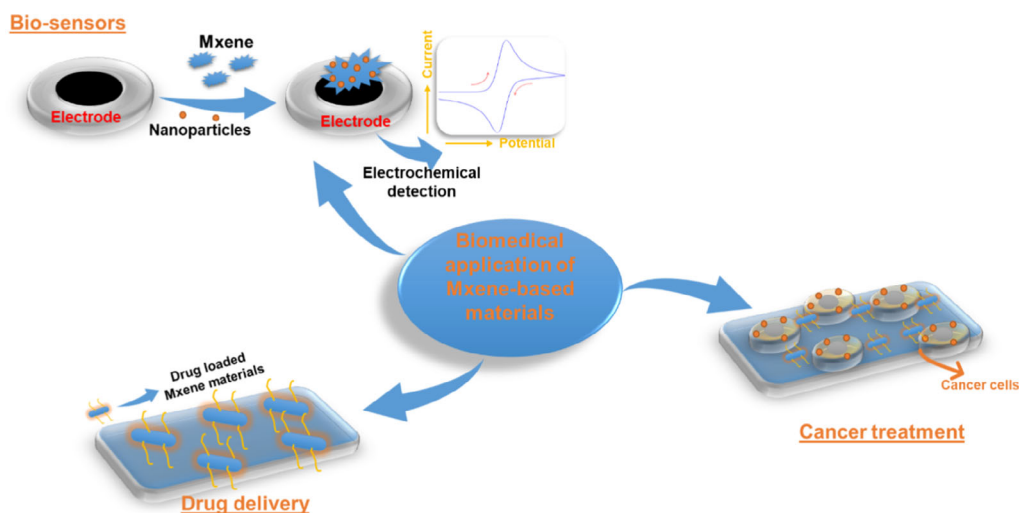 Bio-sensors
Mxene
Electrode
Nanoparticles
Electrode
Current
Potential
Electrochemical
detection
Biomedical
application of
Mxene-based
materials
Drug loaded
Mxene materials
Drug delivery
Cancer cells
Cancer treatment